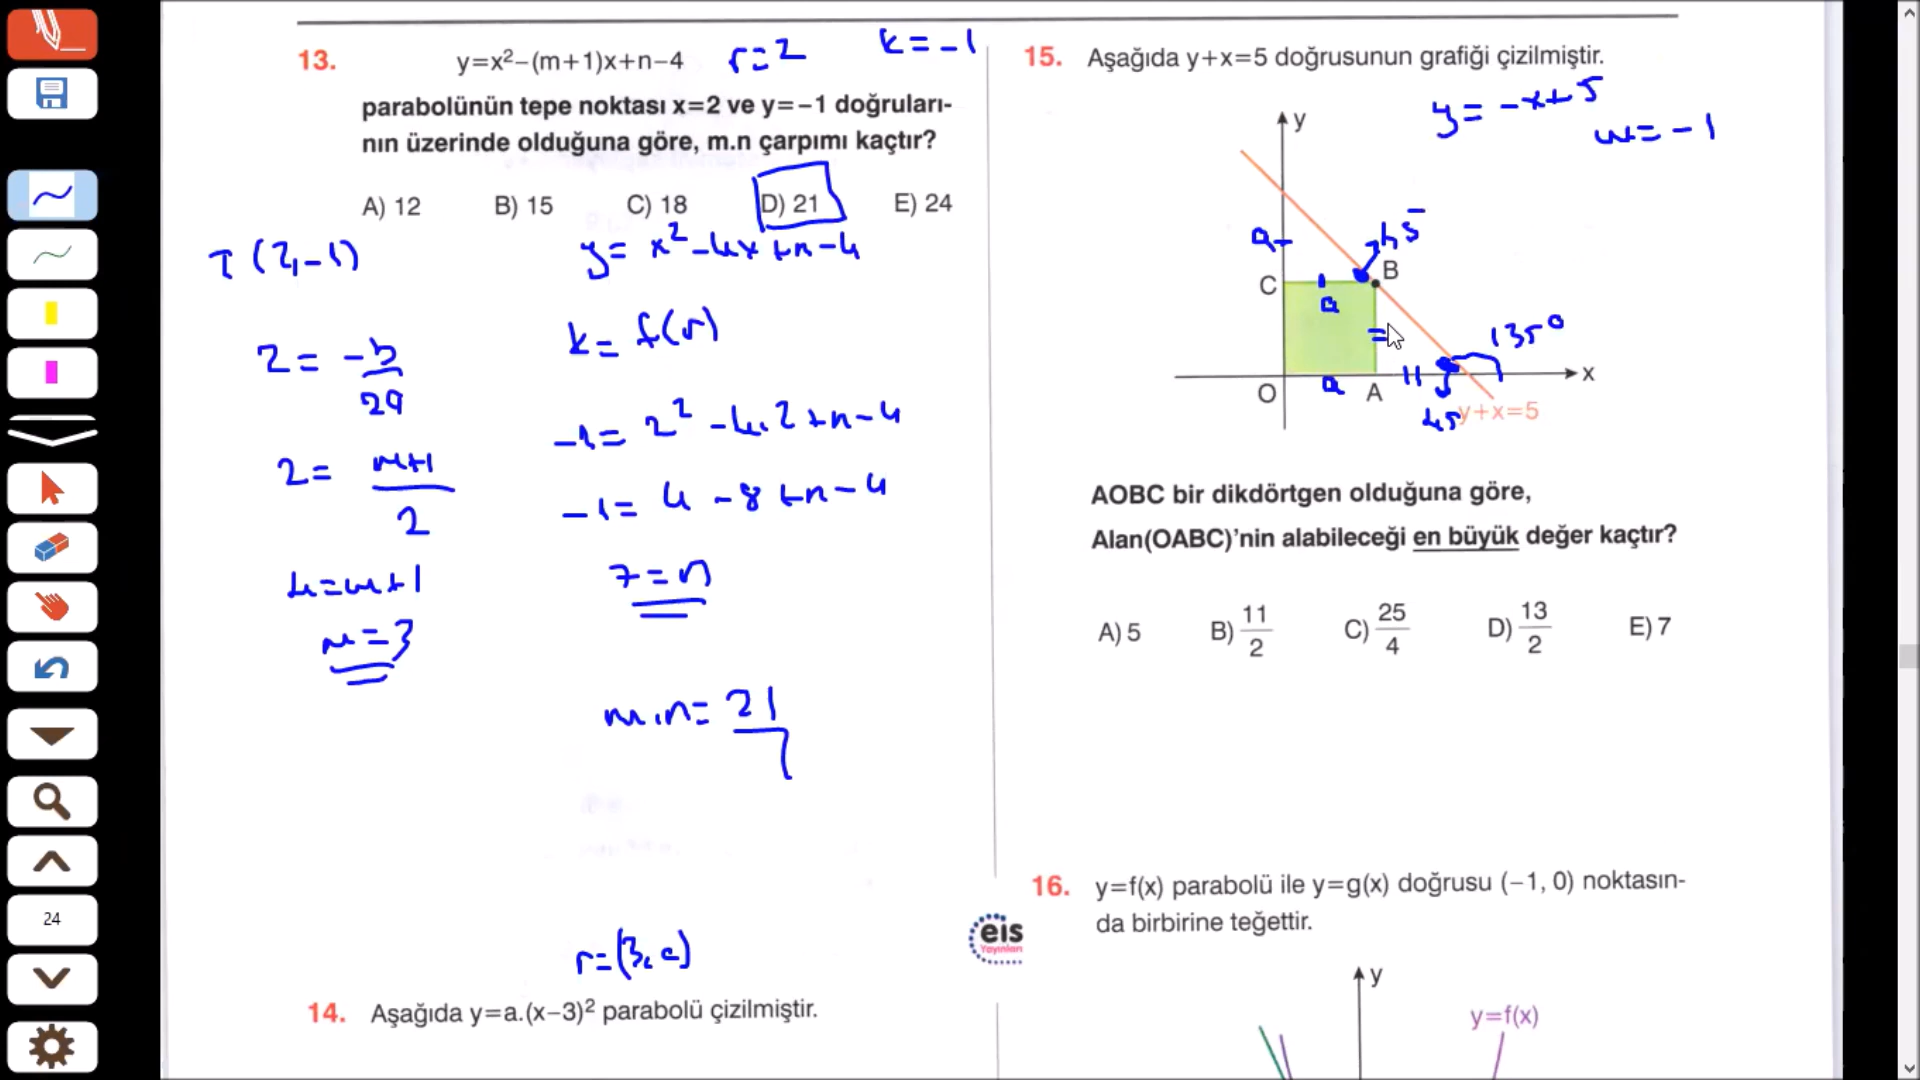 13.
y=x²−(m+1)x+n−4
r=2
k=-1
parabolünün tepe noktası x=2 ve y=−1 doğruları-
nın üzerinde olduğuna göre, m.n çarpımı kaçtır?
A) 12 B) 15 C) 18 D) 21 E) 24
T(2,-1)
y= x²-4x+n-4
2= -b/2a
k= f(r)
-1= 2²-4.2+n-4
2= m+1/2
-1= 4-8+n-4
4=m+1
7=n
m=3
m.n= 21
r=(3,0)
14. Aşağıda y=a.(x−3)² parabolü çizilmiştir.
15. Aşağıda y+x=5 doğrusunun grafiği çizilmiştir.
y= -x+5
m= -1
y
a
45
C
B
a
135°
O
a
A
x
45
y+x=5
AOBC bir dikdörtgen olduğuna göre,
Alan(OABC)'nin alabileceği en büyük değer kaçtır?
A) 5 B) 11/2 C) 25/4 D) 13/2 E) 7
16. y=f(x) parabolü ile y=g(x) doğrusu (−1, 0) noktasın-
da birbirine teğettir.
y
y=f(x)
eis
Yayınları
24